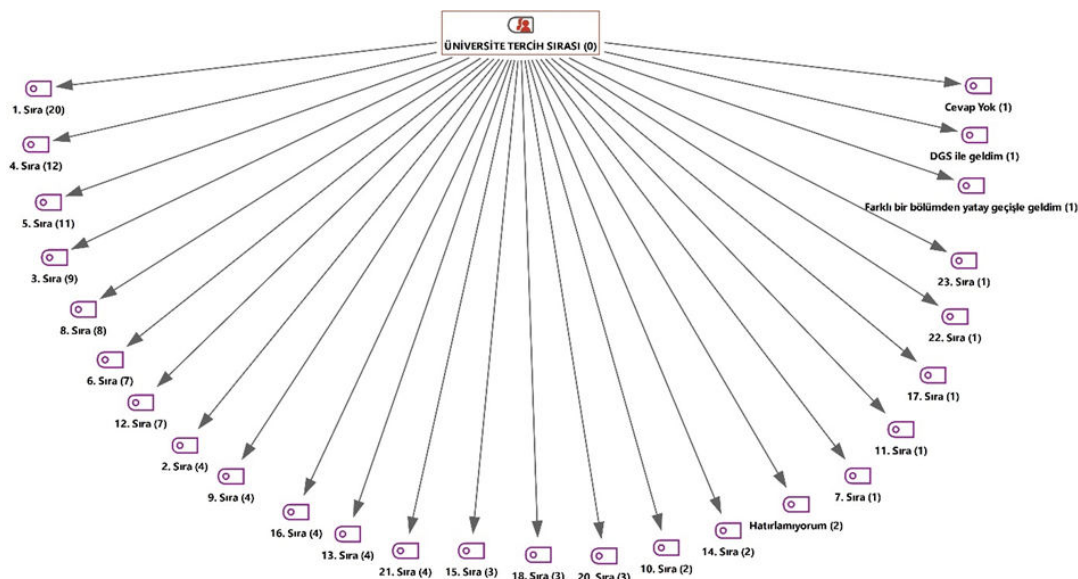 ÜNİVERSİTE TERCİH SIRASI (0)
1. Sıra (20)
4. Sıra (12)
5. Sıra (11)
3. Sıra (9)
8. Sıra (8)
6. Sıra (7)
12. Sıra (7)
2. Sıra (4)
9. Sıra (4)
16. Sıra (4)
13. Sıra (4)
21. Sıra (4)
15. Sıra (3)
18. Sıra (3)
20. Sıra (3)
10. Sıra (2)
14. Sıra (2)
Hatırlamıyorum (2)
7. Sıra (1)
11. Sıra (1)
17. Sıra (1)
22. Sıra (1)
23. Sıra (1)
Farklı bir bölümden yatay geçişle geldim (1)
DGS ile geldim (1)
Cevap Yok (1)